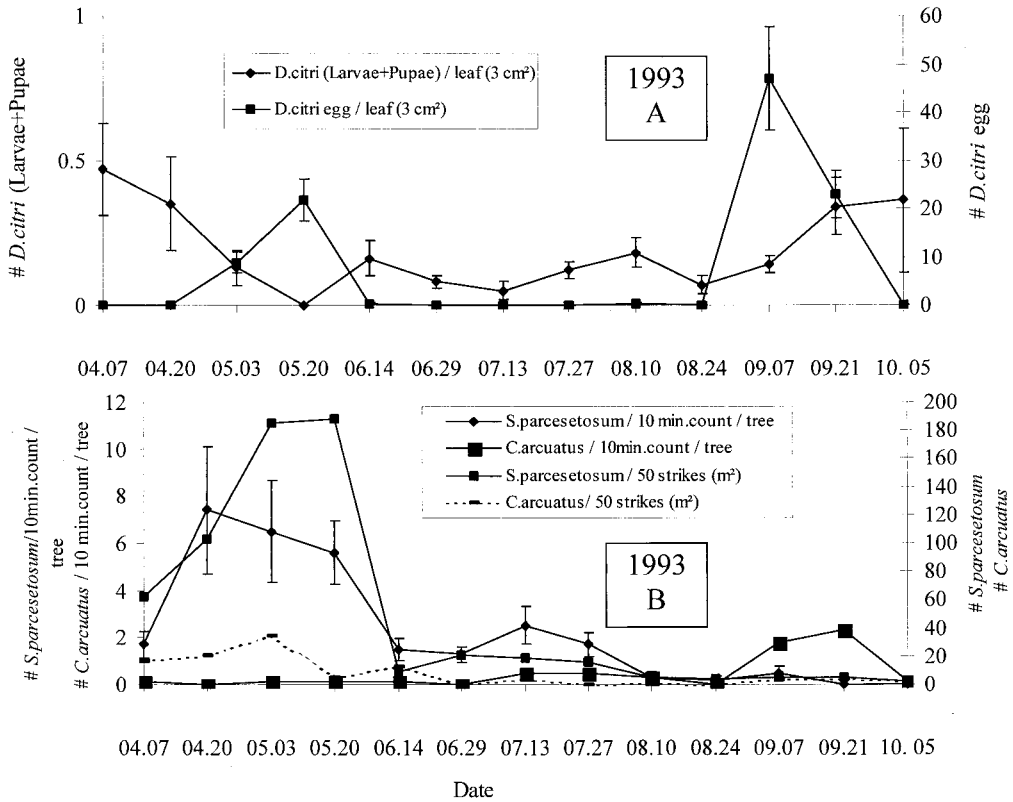 1
60
# D.citri (Larvae+Pupae
D.citri (Larvae+Pupae) / leaf (3 cm²)
D.citri egg / leaf (3 cm²)
1993
A
50
40
0.5
30
20
10
0
0
# D.citri egg
04.07 04.20 05.03 05.20 06.14 06.29 07.13 07.27 08.10 08.24 09.07 09.21 10. 05
# S.parcesetosum/10min.count /
tree
# C.arcuatus / 10 min.count / tree
12
10
8
6
4
2
0
S.parcesetosum / 10 min.count / tree
C.arcuatus / 10min.count / tree
S.parcesetosum / 50 strikes (m²)
C.arcuatus/ 50 strikes (m²)
1993
B
200
180
160
140
120
100
80
60
40
20
0
# S.parcesetosum
# C.arcuatus
04.07 04.20 05.03 05.20 06.14 06.29 07.13 07.27 08.10 08.24 09.07 09.21 10. 05
Date